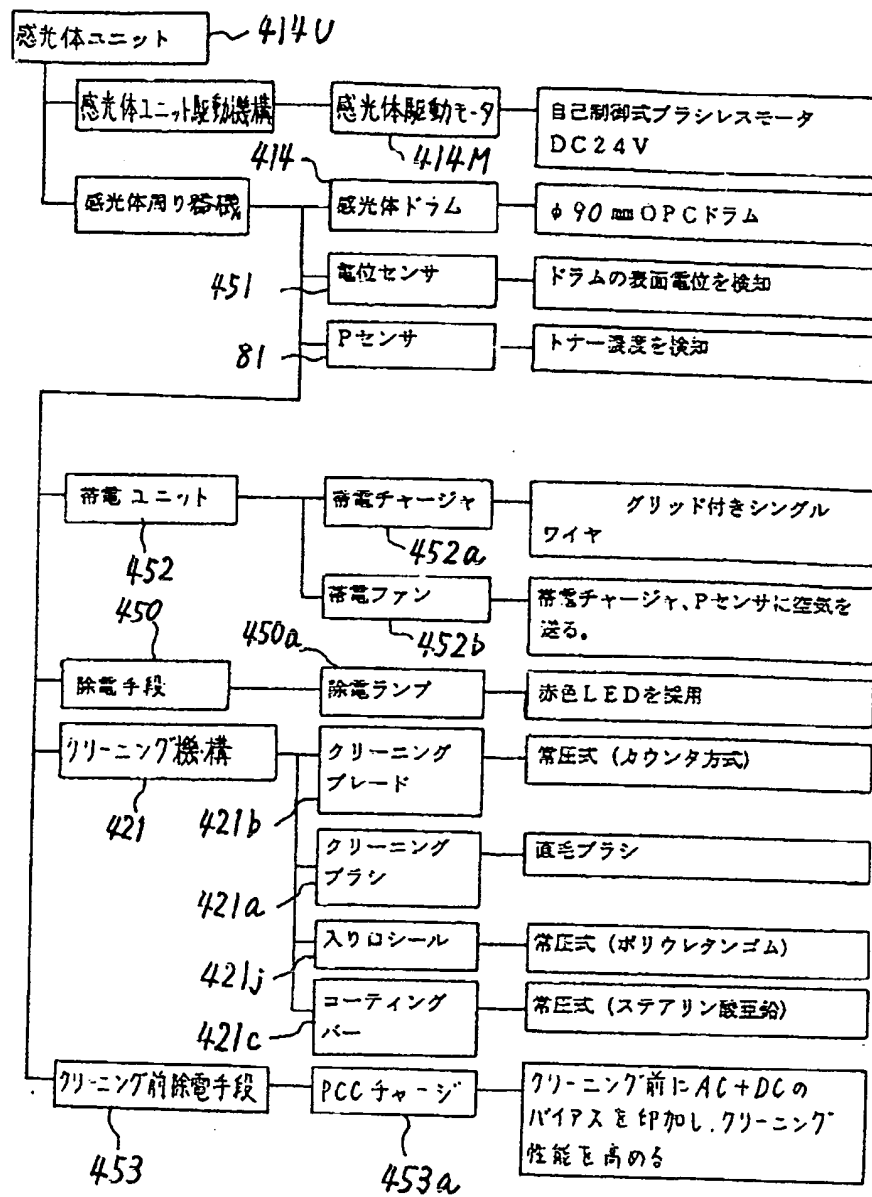 感光体ユニット 414U
感光体ユニット駆動機構 感光体駆動モータ 自己制御式ブラシレスモータ
DC24V
414M
414
感光体周り器機 感光体ドラム φ90㎜OPCドラム
電位センサ ドラムの表面電位を検知
451
Pセンサ トナー濃度を検知
81
帯電ユニット 帯電チャージャ グリッド付きシングル
ワイヤ
452 452a
帯電ファン 帯電チャージャ、Pセンサに空気を
送る。
450 450a 452b
除電手段 除電ランプ 赤色LEDを採用
クリーニング機構 クリーニング 常圧式(カウンタ方式)
ブレード
421 421b
クリーニング 直毛ブラシ
ブラシ
421a
入り口シール 常圧式(ポリウレタンゴム)
421j
コーティング 常圧式(ステアリン酸亜鉛)
バー
421c
クリーニング前除電手段 PCCチャージ クリーニング前にAC+DCの
バイアスを印加し、クリーニング
性能を高める
453 453a